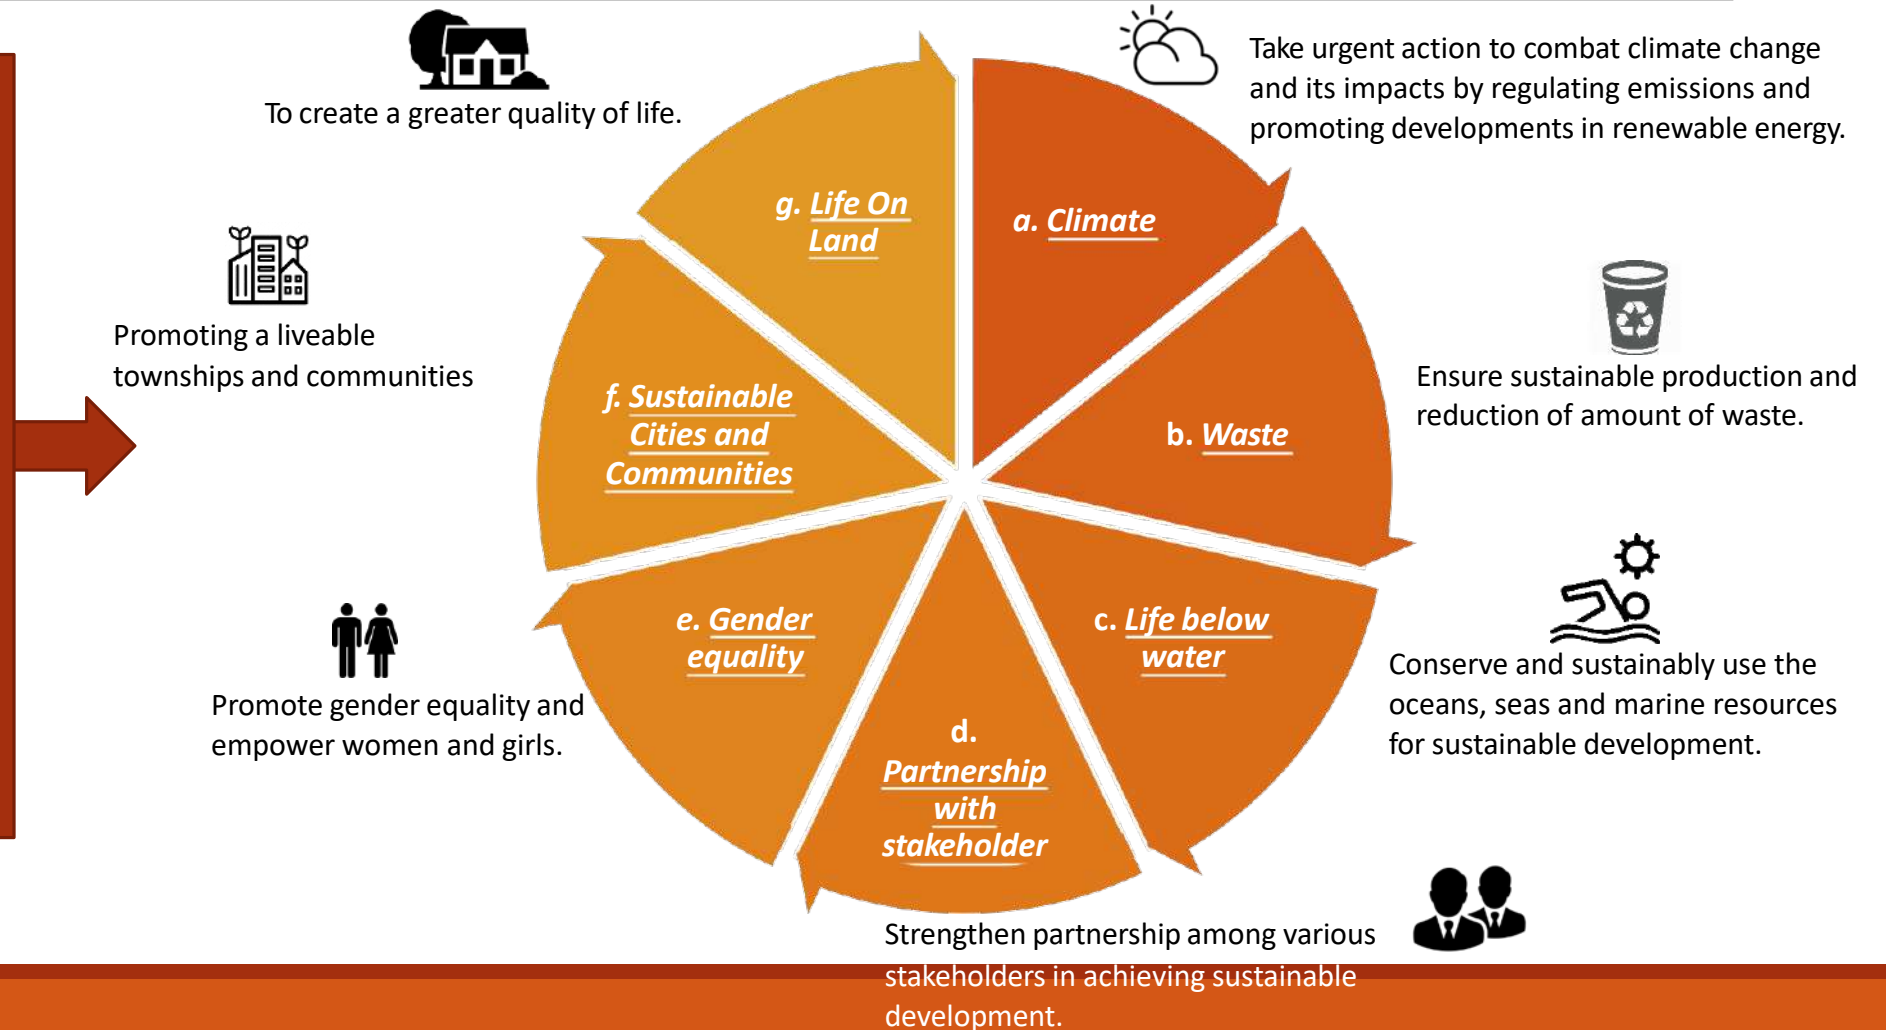 Take urgent action to combat climate change
and its impacts by regulating emissions and
promoting developments in renewable energy.
To create a greater quality of life.
g. Life On
Land
a. Climate
Promoting a liveable
townships and communities
Ensure sustainable production and
reduction of amount of waste.
f. Sustainable
Cities and
Communities
b. Waste
e. Gender
equality
c. Life below
water
Conserve and sustainably use the
oceans, seas and marine resources
for sustainable development.
Promote gender equality and
empower women and girls.
d.
Partnership
with
stakeholder
Strengthen partnership among various
stakeholders in achieving sustainable
development.